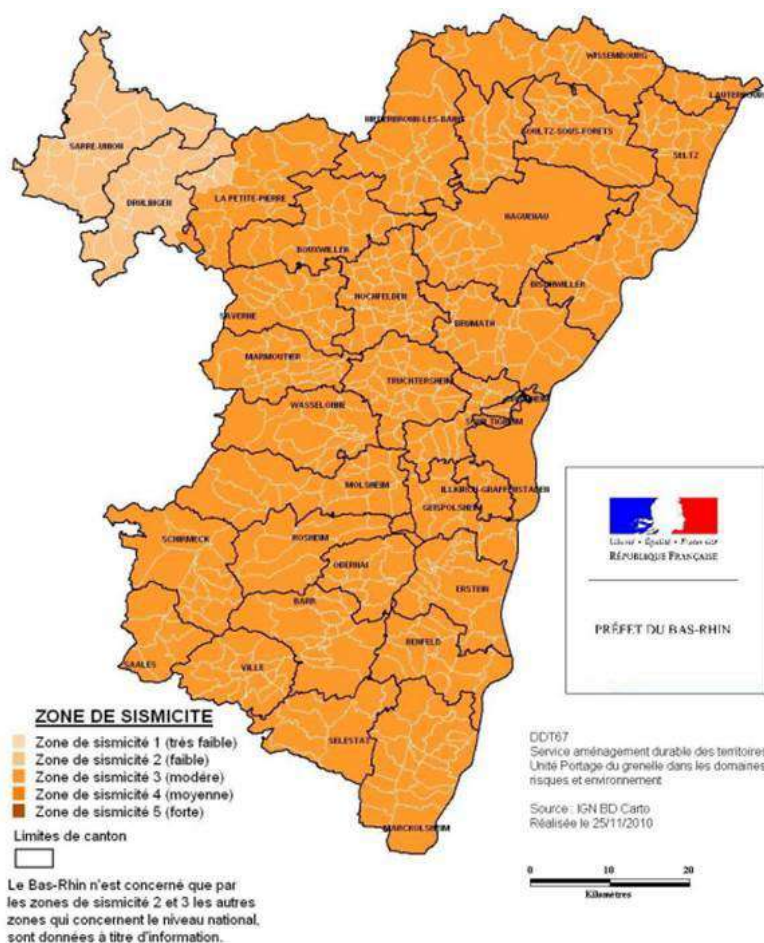 WISSEMBOURG
LAUTERBOURG
NIEDERBRONN-LES-BAINS
SOULTZ-SOUS-FORETS
SELTZ
SARRE-UNION
DRULINGEN
LA PETITE-PIERRE
HAGUENAU
BOUXWILLER
BISCHWILLER
HOCHFELDEN
SAVERNE
BRUMATH
MARMOUTIER
TRUCHTERSHEIM
WASSELONNE
MOLSHEIM
ILLKIRCH-GRAFFENSTADEN
GEISPOLSHEIM
SCHIRMECK
ROSHEIM
OBERNAI
ERSTEIN
BARR
BENFELD
SAALES
VILLE
SELESTAT
MARCKOLSHEIM
Liberté • Égalité • Fraternité
RÉPUBLIQUE FRANÇAISE
PRÉFET DU BAS-RHIN
ZONE DE SISMICITE
Zone de sismicité 1 (très faible)
Zone de sismicité 2 (faible)
Zone de sismicité 3 (modére)
Zone de sismicité 4 (moyenne)
Zone de sismicité 5 (forte)
Limites de canton
Le Bas-Rhin n'est concerné que par
les zones de sismicité 2 et 3 les autres
zones qui concernent le niveau national,
sont données à titre d'information.
DDT67
Service aménagement durable des territoires
Unité Portage du grenelle dans les domaines
risques et environnement
Source : IGN BD Carto
Réalisée le 25/11/2010
0 10 20
Kilomètres